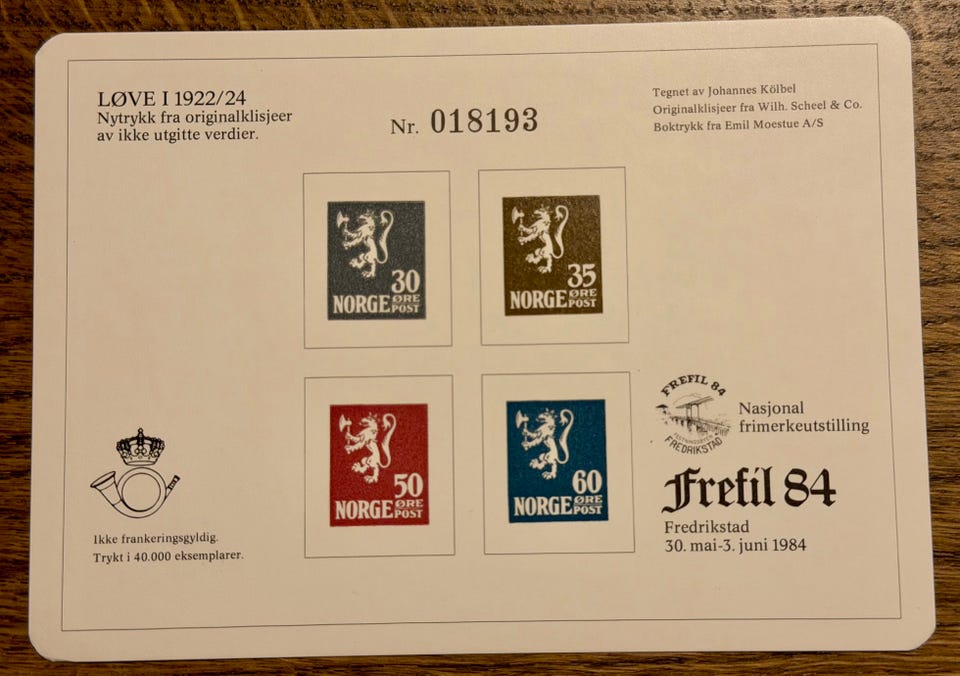 LØVE I 1922/24
Nytrykk fra originalklisjeer
av ikke utgitte verdier.
Nr. 018193
Tegnet av Johannes Kölbel
Originalklisjeer fra Wilh. Scheel & Co.
Boktrykk fra Emil Moestue A/S
30
NORGE ØRE
POST
35
NORGE ØRE
POST
50
NORGE ØRE
POST
60
NORGE ØRE
POST
Ikke frankeringsgyldig.
Trykt i 40.000 eksemplarer.
FREFIL 84
FREDRIKSTAD
Nasjonal
frimerkeutstilling
Frefil 84
Fredrikstad
30. mai-3. juni 1984